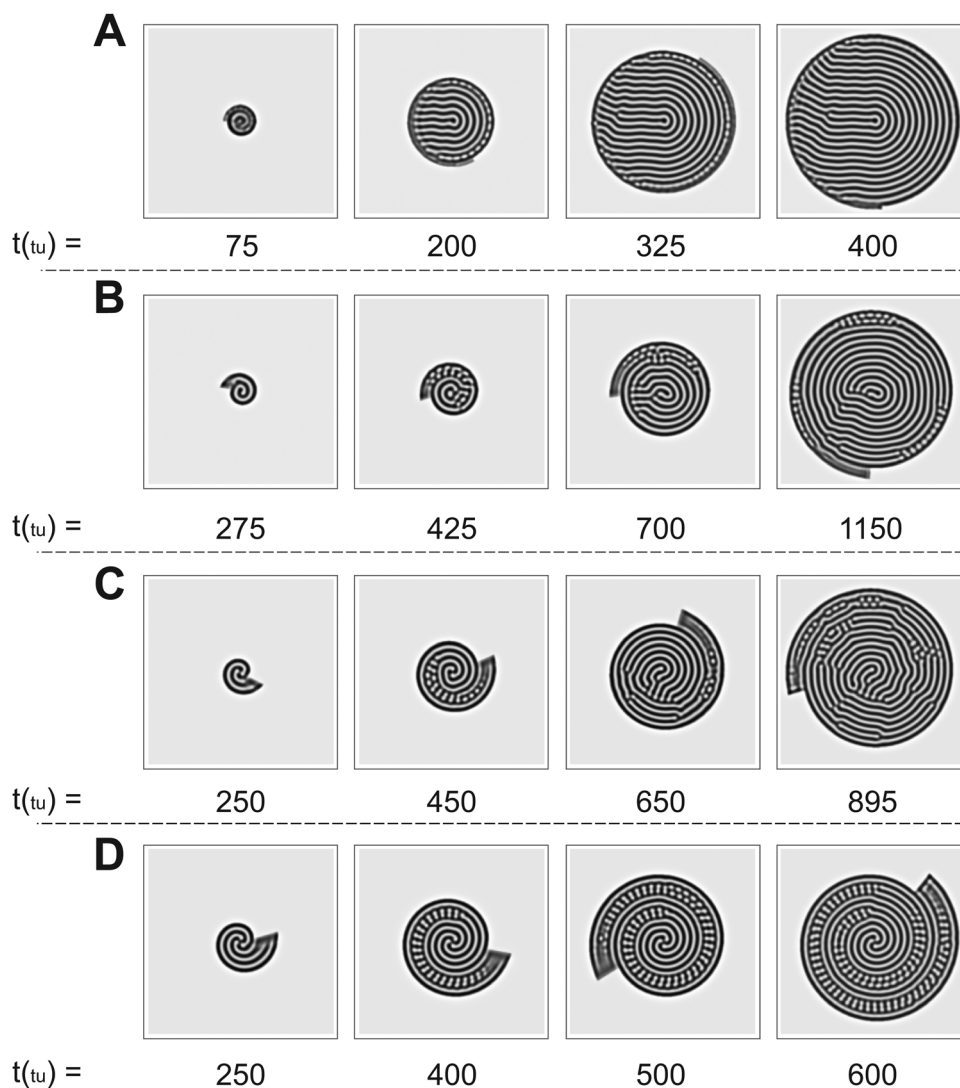 A
t(tu) = 75 200 325 400
B
t(tu) = 275 425 700 1150
C
t(tu) = 250 450 650 895
D
t(tu) = 250 400 500 600